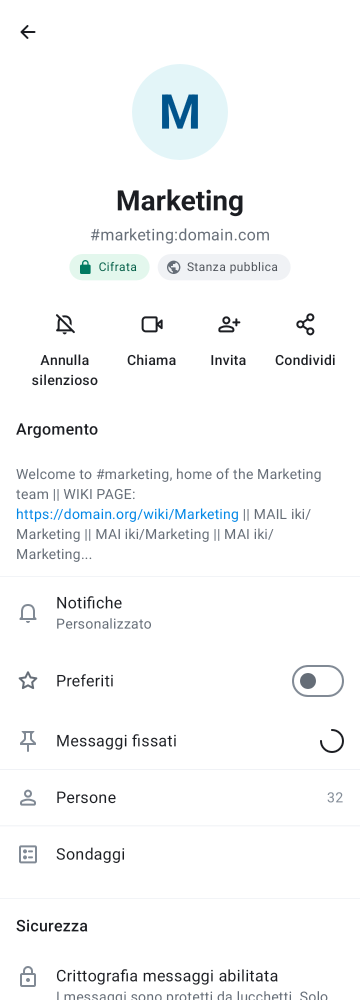 M
Marketing
#marketing:domain.com
Cifrata
Stanza pubblica
Annulla
silenzioso
Chiama
Invita
Condividi
Argomento
Welcome to #marketing, home of the Marketing
team || WIKI PAGE:
https://domain.org/wiki/Marketing || MAIL iki/
Marketing || MAI iki/Marketing || MAI iki/
Marketing...
Notifiche
Personalizzato
Preferiti
Messaggi fissati
Persone
32
Sondaggi
Sicurezza
Crittografia messaggi abilitata
I messaggi sono protetti da lucchetti. Solo